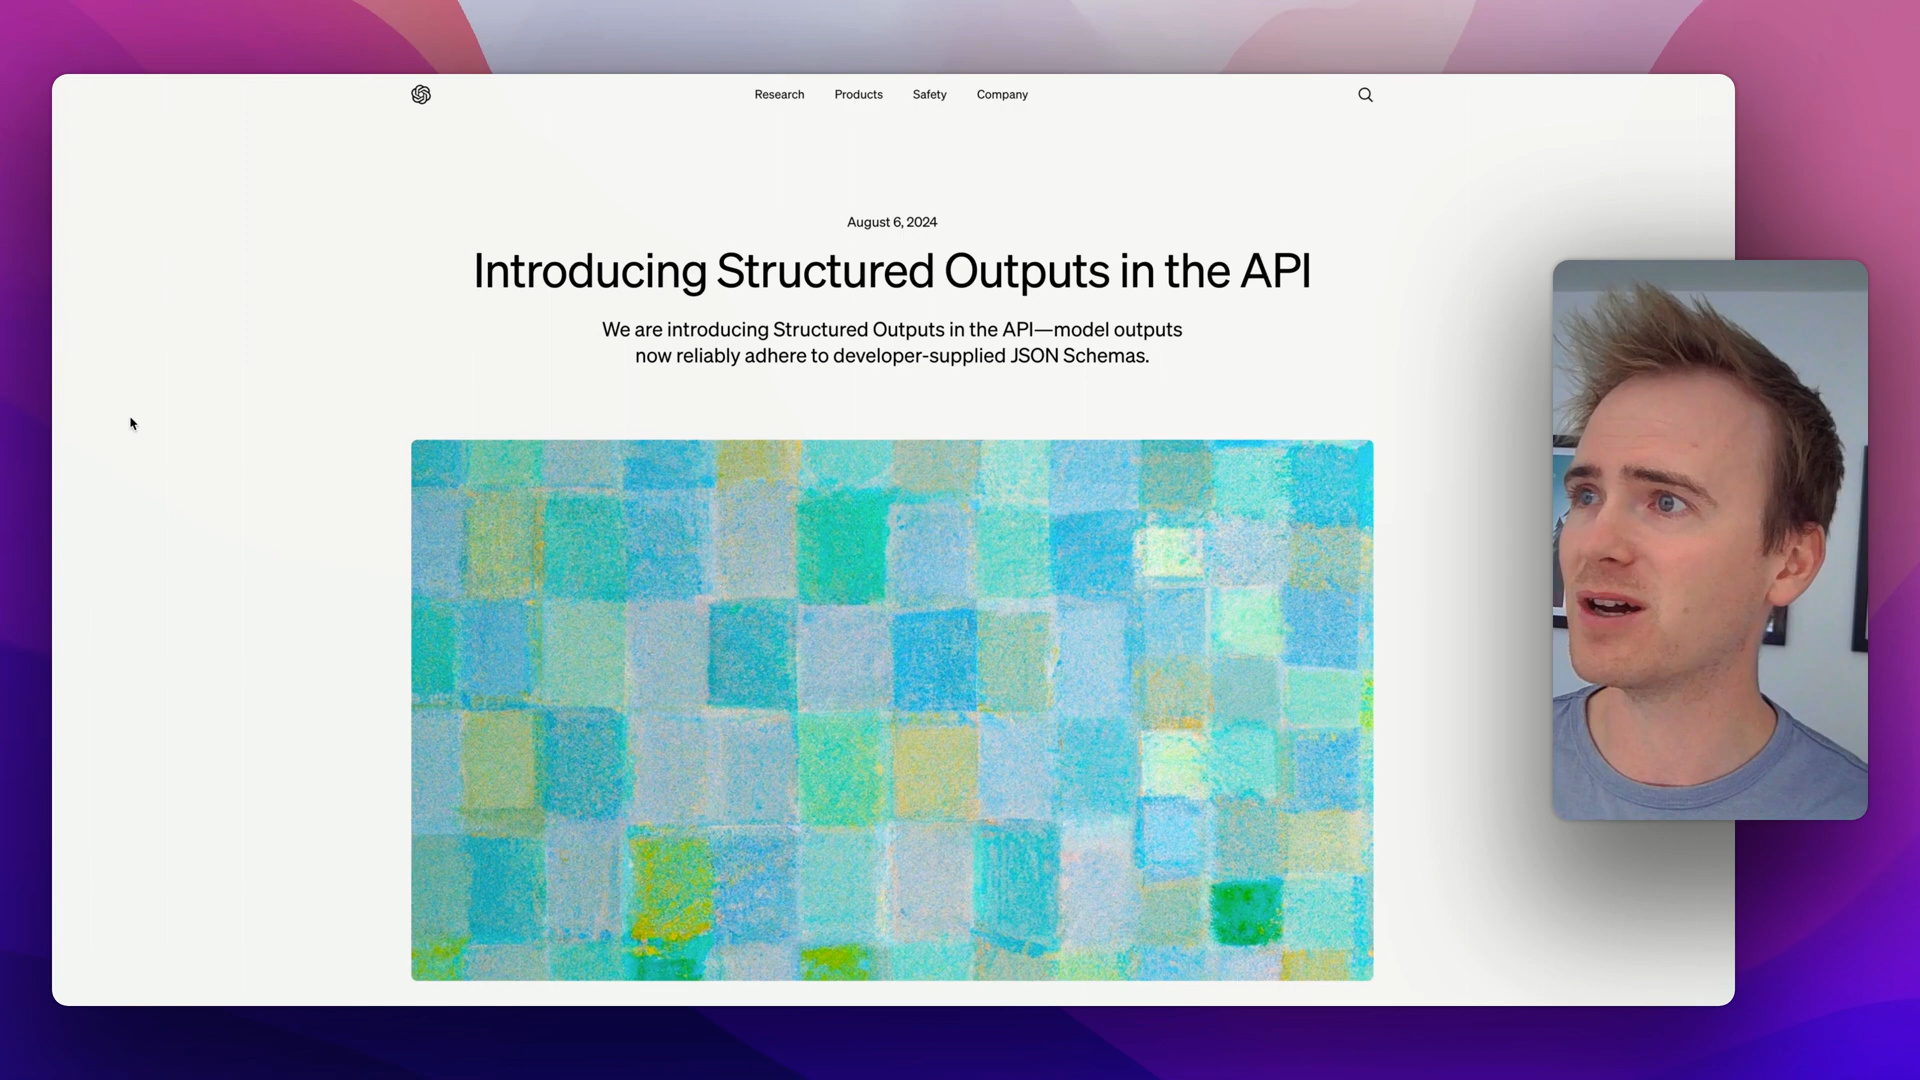 Research Products Safety Company
August 6, 2024
Introducing Structured Outputs in the API
We are introducing Structured Outputs in the API—model outputs
now reliably adhere to developer-supplied JSON Schemas.